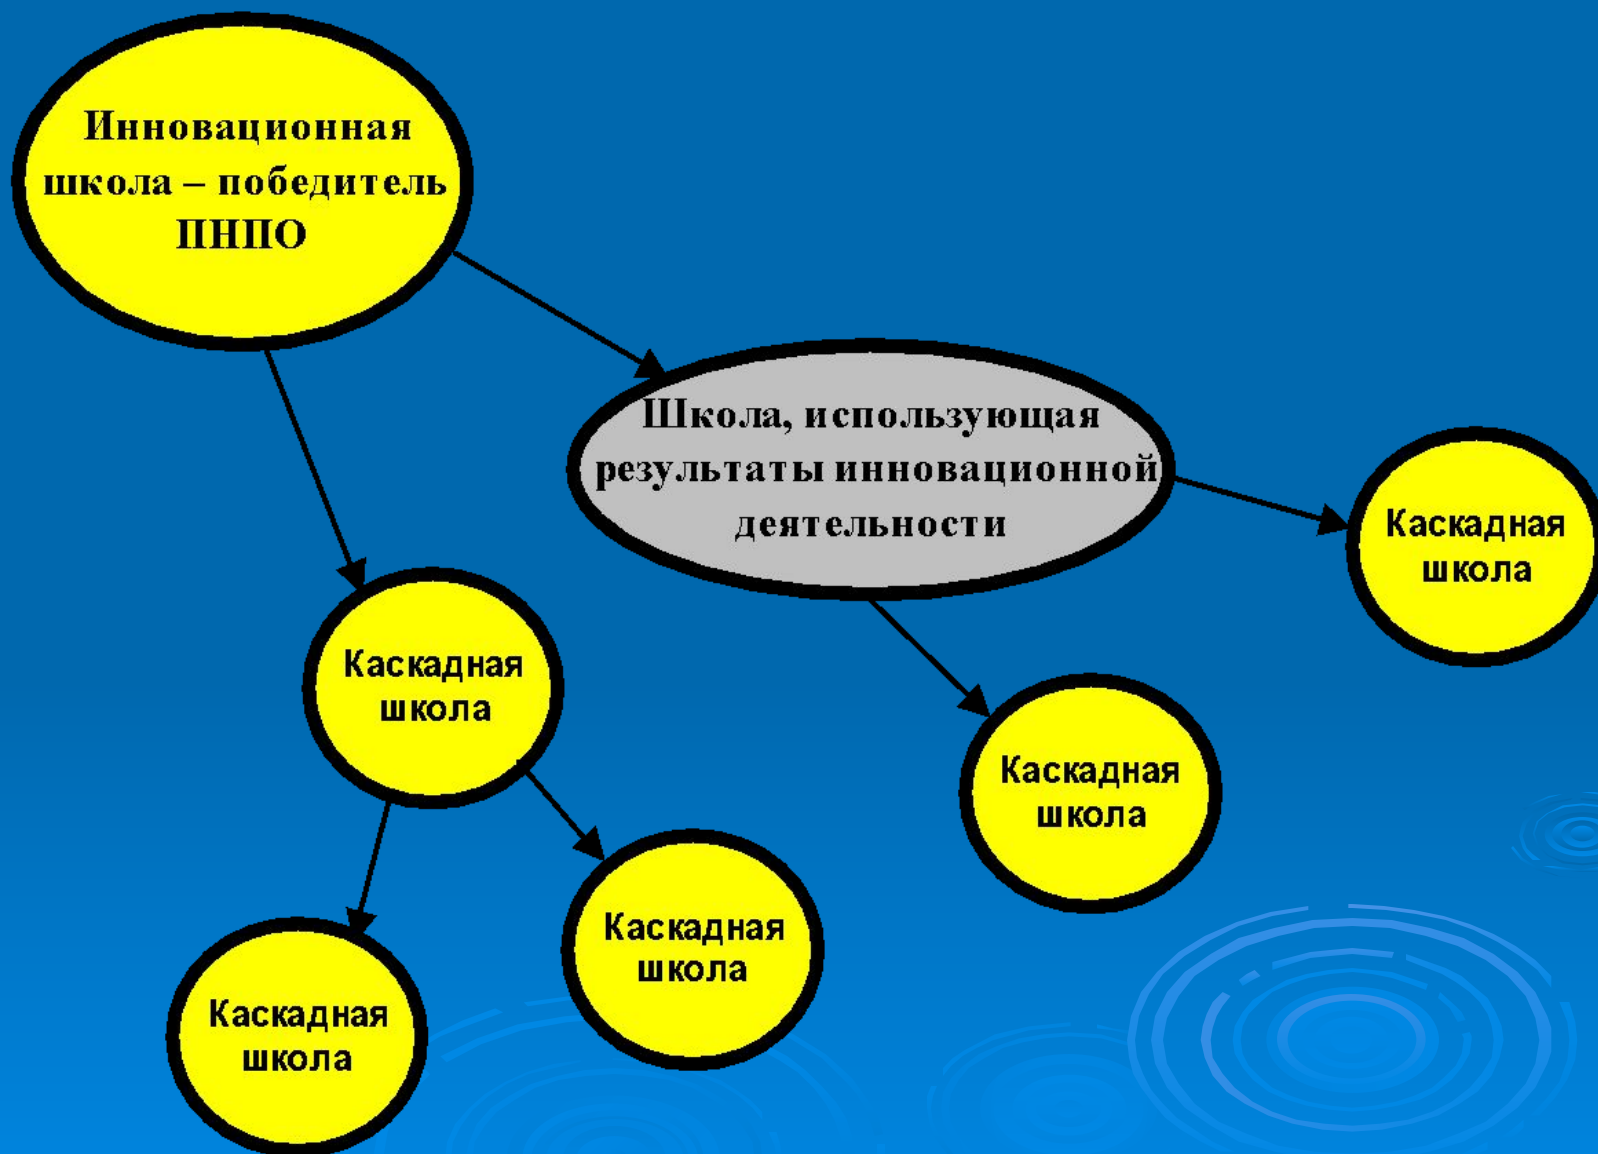 Инновационная
школа – победитель
ПНПО
Школа, использующая
результаты инновационной
деятельности
Каскадная
школа
Каскадная
школа
Каскадная
школа
Каскадная
школа
Каскадная
школа